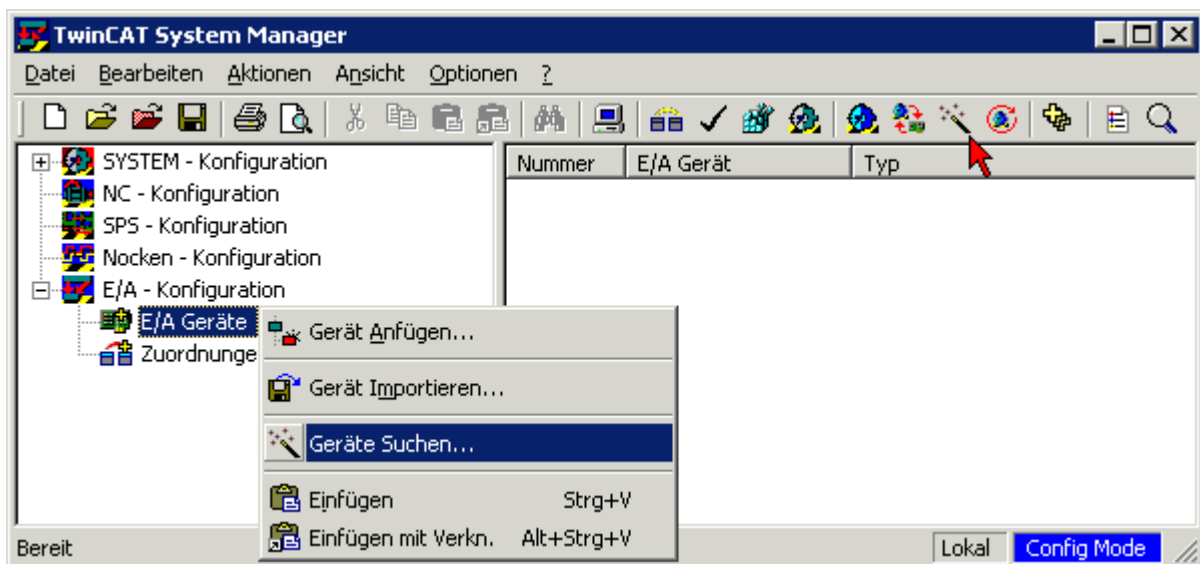 TwinCAT System Manager
Datei Bearbeiten Aktionen Ansicht Optionen ?
SYSTEM - Konfiguration
NC - Konfiguration
SPS - Konfiguration
Nocken - Konfiguration
E/A - Konfiguration
E/A Geräte
Zuordnunge
Nummer E/A Gerät Typ
Gerät Anfügen...
Gerät Importieren...
Geräte Suchen...
Einfügen Strg+V
Einfügen mit Verkn. Alt+Strg+V
Bereit Lokal Config Mode